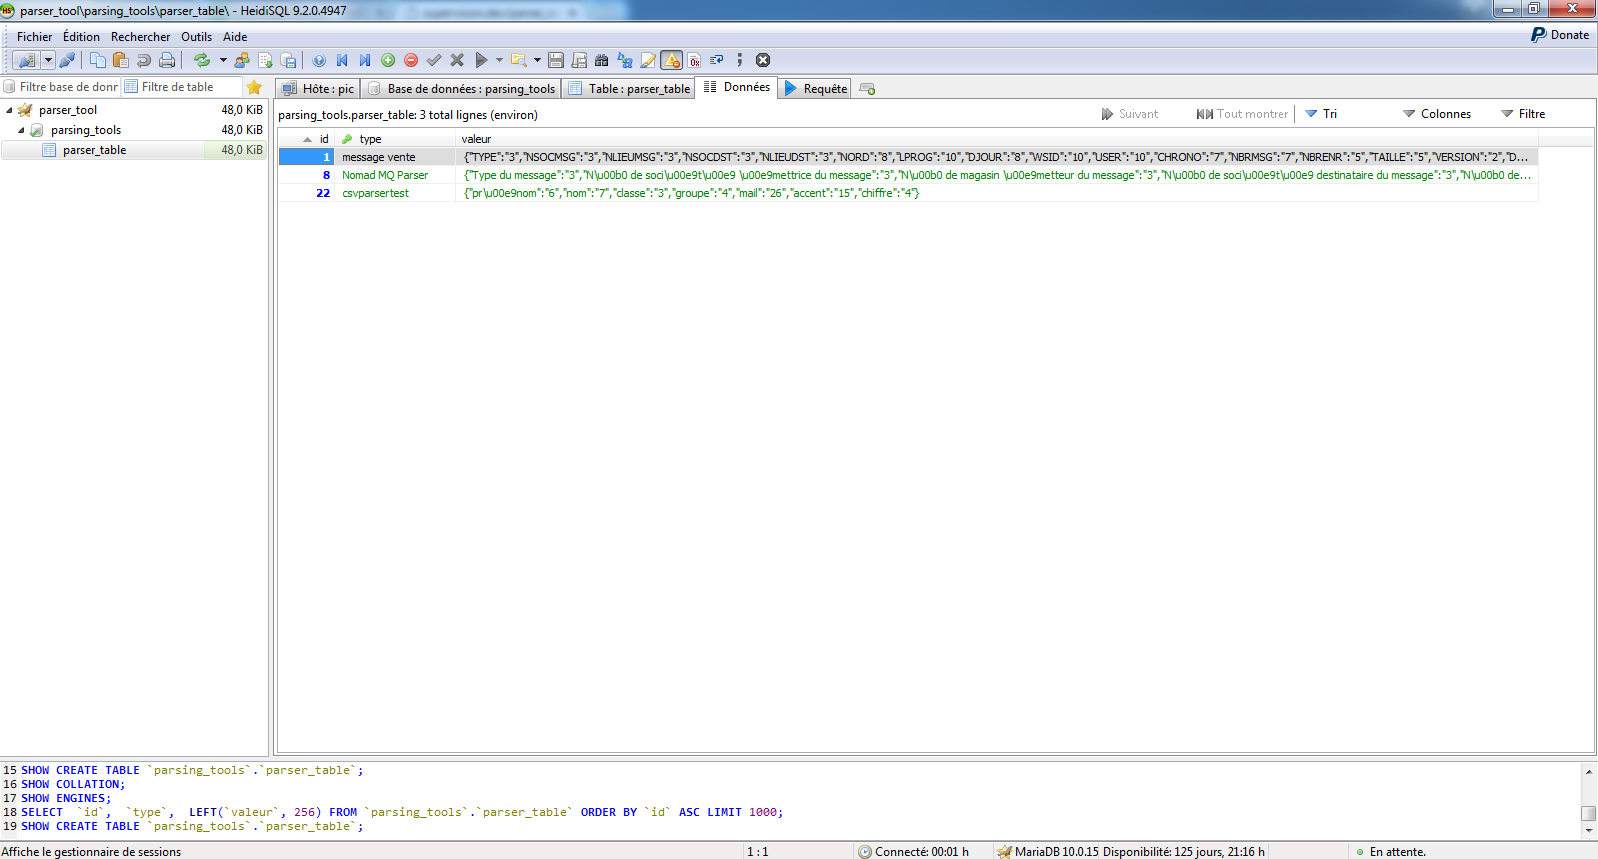 parser_tool\parsing_tools\parser_table\ - HeidiSQL 9.2.0.4947
Fichier Édition Rechercher Outils Aide
Donate
Filtre base de donr Filtre de table
Hôte : pic Base de données : parsing_tools Table : parser_table Données Requête
parser_tool 48,0 KiB
parsing_tools 48,0 KiB
parser_table 48,0 KiB
parsing_tools.parser_table: 3 total lignes (environ)
Suivant Tout montrer Tri Colonnes Filtre
id type valeur
1 message vente {"TYPE":"3","NSOCMSG":"3","NLIEUMSG":"3","NSOCDST":"3","NLIEUDST":"3","NORD":"8","LPROG":"10","DJOUR":"8","WSID":"10","USER":"10","CHRONO":"7","NBRMSG":"7","NBRENR":"5","TAILLE":"5","VERSION":"2","D...
8 Nomad MQ Parser {"Type du message":"3","N\u00b0 de soci\u00e9t\u00e9 \u00e9mettrice du message":"3","N\u00b0 de magasin \u00e9metteur du message":"3","N\u00b0 de soci\u00e9t\u00e9 destinataire du message":"3","N\u00b0 de...
22 csvparsertest {"pr\u00e9nom":"6","nom":"7","classe":"3","groupe":"4","mail":"26","accent":"15","chiffre":"4"}
15 SHOW CREATE TABLE `parsing_tools`.`parser_table`;
16 SHOW COLLATION;
17 SHOW ENGINES;
18 SELECT `id`, `type`, LEFT(`valeur`, 256) FROM `parsing_tools`.`parser_table` ORDER BY `id` ASC LIMIT 1000;
19 SHOW CREATE TABLE `parsing_tools`.`parser_table`;
Affiche le gestionnaire de sessions 1 : 1 Connecté: 00:01 h MariaDB 10.0.15 Disponibilité: 125 jours, 21:16 h En attente.